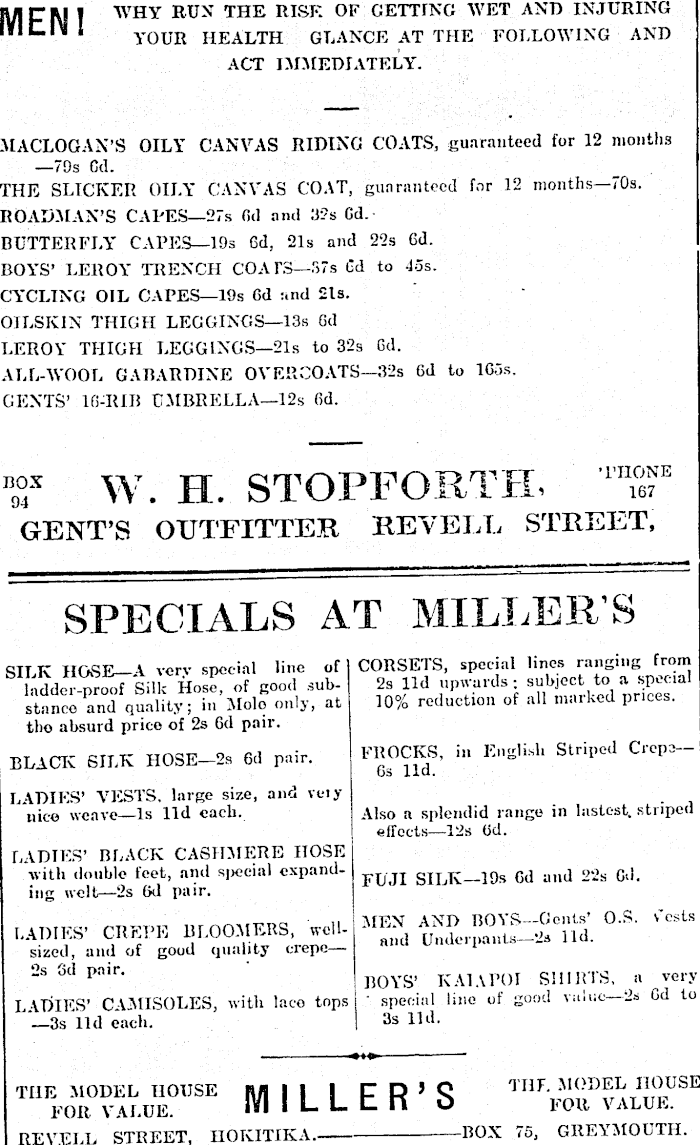 MEN! WHY RUN THE RISK OF GETTING WET AND INJURING
YOUR HEALTH GLANCE AT THE FOLLOWING AND
ACT IMMEDIATELY.
MACLOGAN'S OILY CANVAS RIDING COATS, guaranteed for 12 months
—79s 6d.
THE SLICKER OILY CANVAS COAT, guaranteed for 12 months—70s.
ROADMAN'S CAPES—27s 6d and 32s 6d.
BUTTERFLY CAPES—19s 6d, 21s and 22s 6d.
BOYS' LEROY TRENCH COATS—37s 6d to 45s.
CYCLING OIL CAPES—19s 6d and 21s.
OILSKIN THIGH LEGGINGS—13s 6d
LEROY THIGH LEGGINGS—21s to 32s 6d.
ALL-WOOL GABARDINE OVERCOATS—32s 6d to 165s.
GENTS' 16-RIB UMBRELLA—12s 6d.
BOX
94
W. H. STOPFORTH,
'PHONE
167
GENT'S OUTFITTER REVELL STREET,
SPECIALS AT MILLER'S
SILK HOSE—A very special line of
ladder-proof Silk Hose, of good sub-
stance and quality; in Mole only, at
the absurd price of 2s 6d pair.
BLACK SILK HOSE—2s 6d pair.
LADIES' VESTS, large size, and very
nice weave—1s 11d each.
LADIES' BLACK CASHMERE HOSE
with double feet, and special expand-
ing welt—2s 6d pair.
LADIES' CREPE BLOOMERS, well-
sized, and of good quality crepe—
2s 6d pair.
LADIES' CAMISOLES, with lace tops
—3s 11d each.
CORSETS, special lines ranging from
2s 11d upwards; subject to a special
10% reduction of all marked prices.
FROCKS, in English Striped Crepe—
6s 11d.
Also a splendid range in lastest striped
effects—12s 6d.
FUJI SILK—19s 6d and 22s 6d.
MEN AND BOYS—Gents' O.S. Vests
and Underpants—2s 11d.
BOYS' KAIAPOI SHIRTS, a very
special line of good value—2s 6d to
3s 11d.
THE MODEL HOUSE
FOR VALUE.
MILLER'S
THE MODEL HOUSE
FOR VALUE.
REVELL STREET, HOKITIKA.———BOX 75, GREYMOUTH.